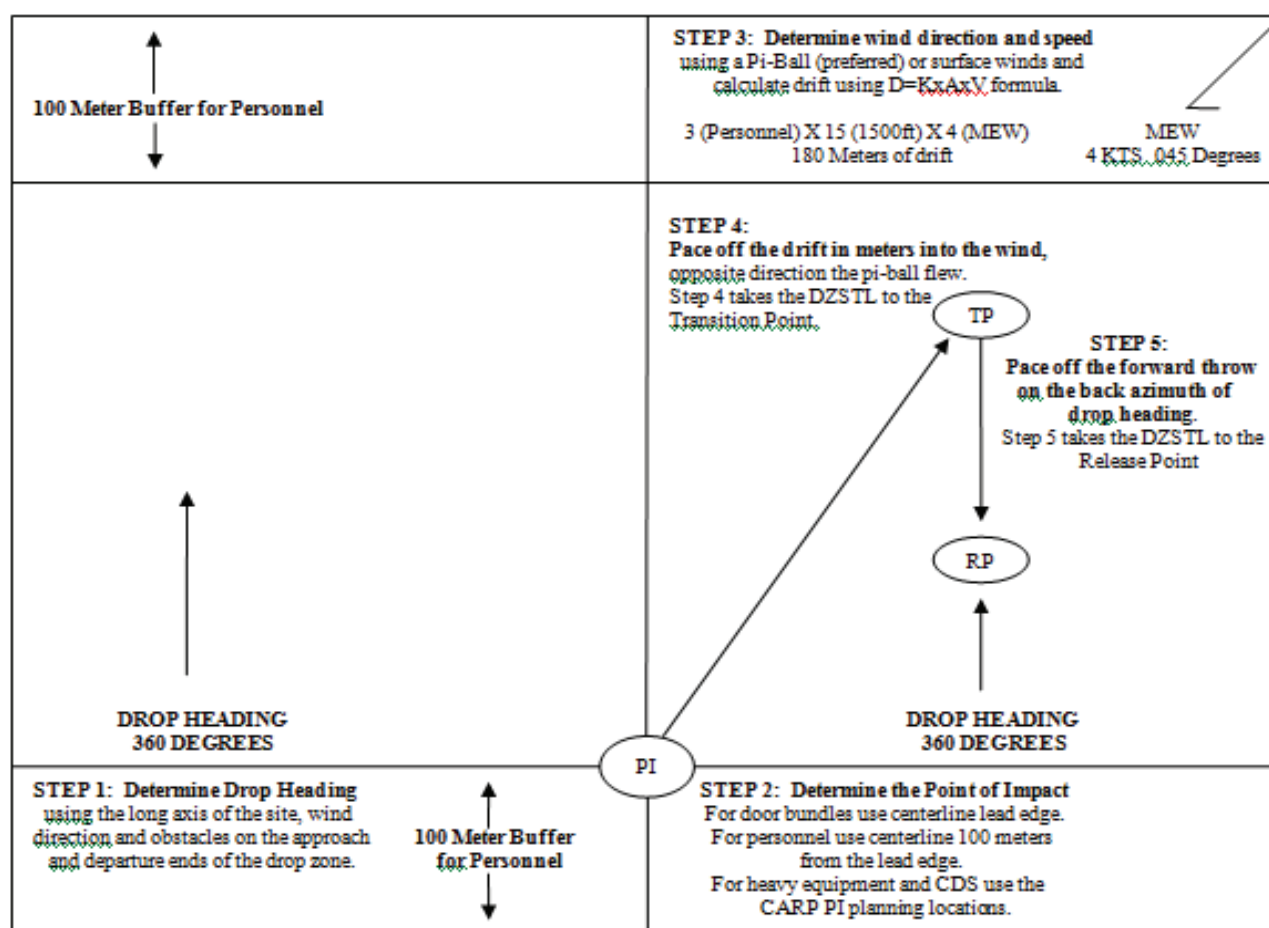 STEP 3: Determine wind direction and speed
using a Pi-Ball (preferred) or surface winds and
calculate drift using D=KxAxV formula.
100 Meter Buffer for Personnel
3 (Personnel) X 15 (1500ft) X 4 (MEW)
180 Meters of drift
MEW
4 KTS 045 Degrees
STEP 4:
Pace off the drift in meters into the wind,
opposite direction the pi-ball flew.
Step 4 takes the DZSTL to the
Transition Point.
TP
STEP 5:
Pace off the forward throw
on the back azimuth of
drop heading.
Step 5 takes the DZSTL to the
Release Point
RP
DROP HEADING
360 DEGREES
DROP HEADING
360 DEGREES
PI
STEP 1: Determine Drop Heading
using the long axis of the site, wind
direction and obstacles on the approach
and departure ends of the drop zone.
100 Meter Buffer
for Personnel
STEP 2: Determine the Point of Impact
For door bundles use centerline lead edge.
For personnel use centerline 100 meters
from the lead edge.
For heavy equipment and CDS use the
CARP PI planning locations.